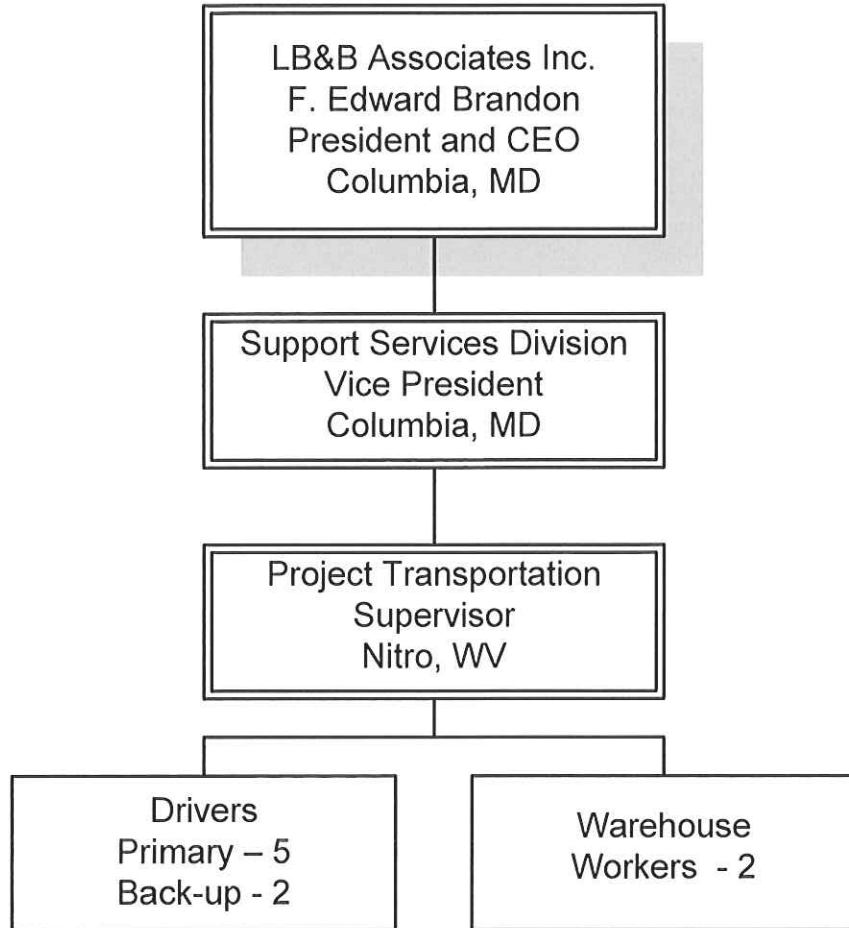 LB&B Associates Inc.
F. Edward Brandon
President and CEO
Columbia, MD
Support Services Division
Vice President
Columbia, MD
Project Transportation
Supervisor
Nitro, WV
Drivers
Primary – 5
Back-up - 2
Warehouse
Workers - 2